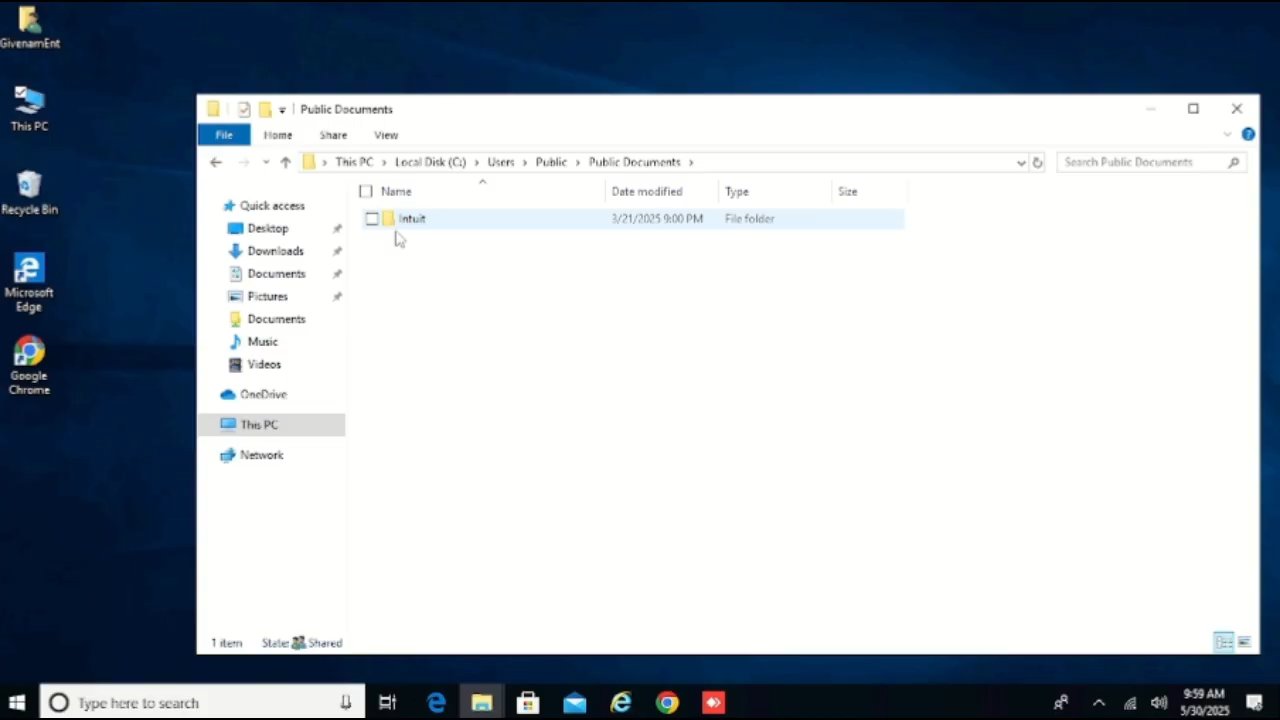 GivenamEnt
This PC
Recycle Bin
Microsoft
Edge
Google
Chrome
Public Documents
File Home Share View
This PC > Local Disk (C:) > Users > Public > Public Documents >
Search Public Documents
Name Date modified Type Size
Intuit 3/21/2025 9:00 PM File folder
Quick access
Desktop
Downloads
Documents
Pictures
Documents
Music
Videos
OneDrive
This PC
Network
1 item State: Shared
Type here to search
9:59 AM
5/30/2025